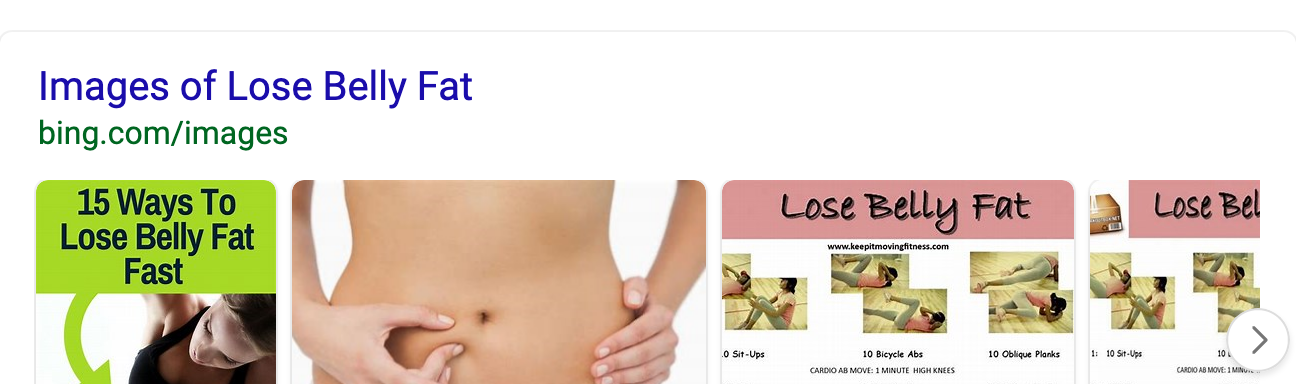 Images of Lose Belly Fat
bing.com/images
15 Ways To
Lose Belly Fat
Fast
Lose Belly Fat
www.keepitmovingfitness.com
0 Sit-Ups
10 Bicycle Abs
10 Oblique Planks
CARDIO AB MOVE: 1 MINUTE HIGH KNEES
Lose Bel
1:
10 Sit-Ups
10
CARDIO AB MOVE: 1